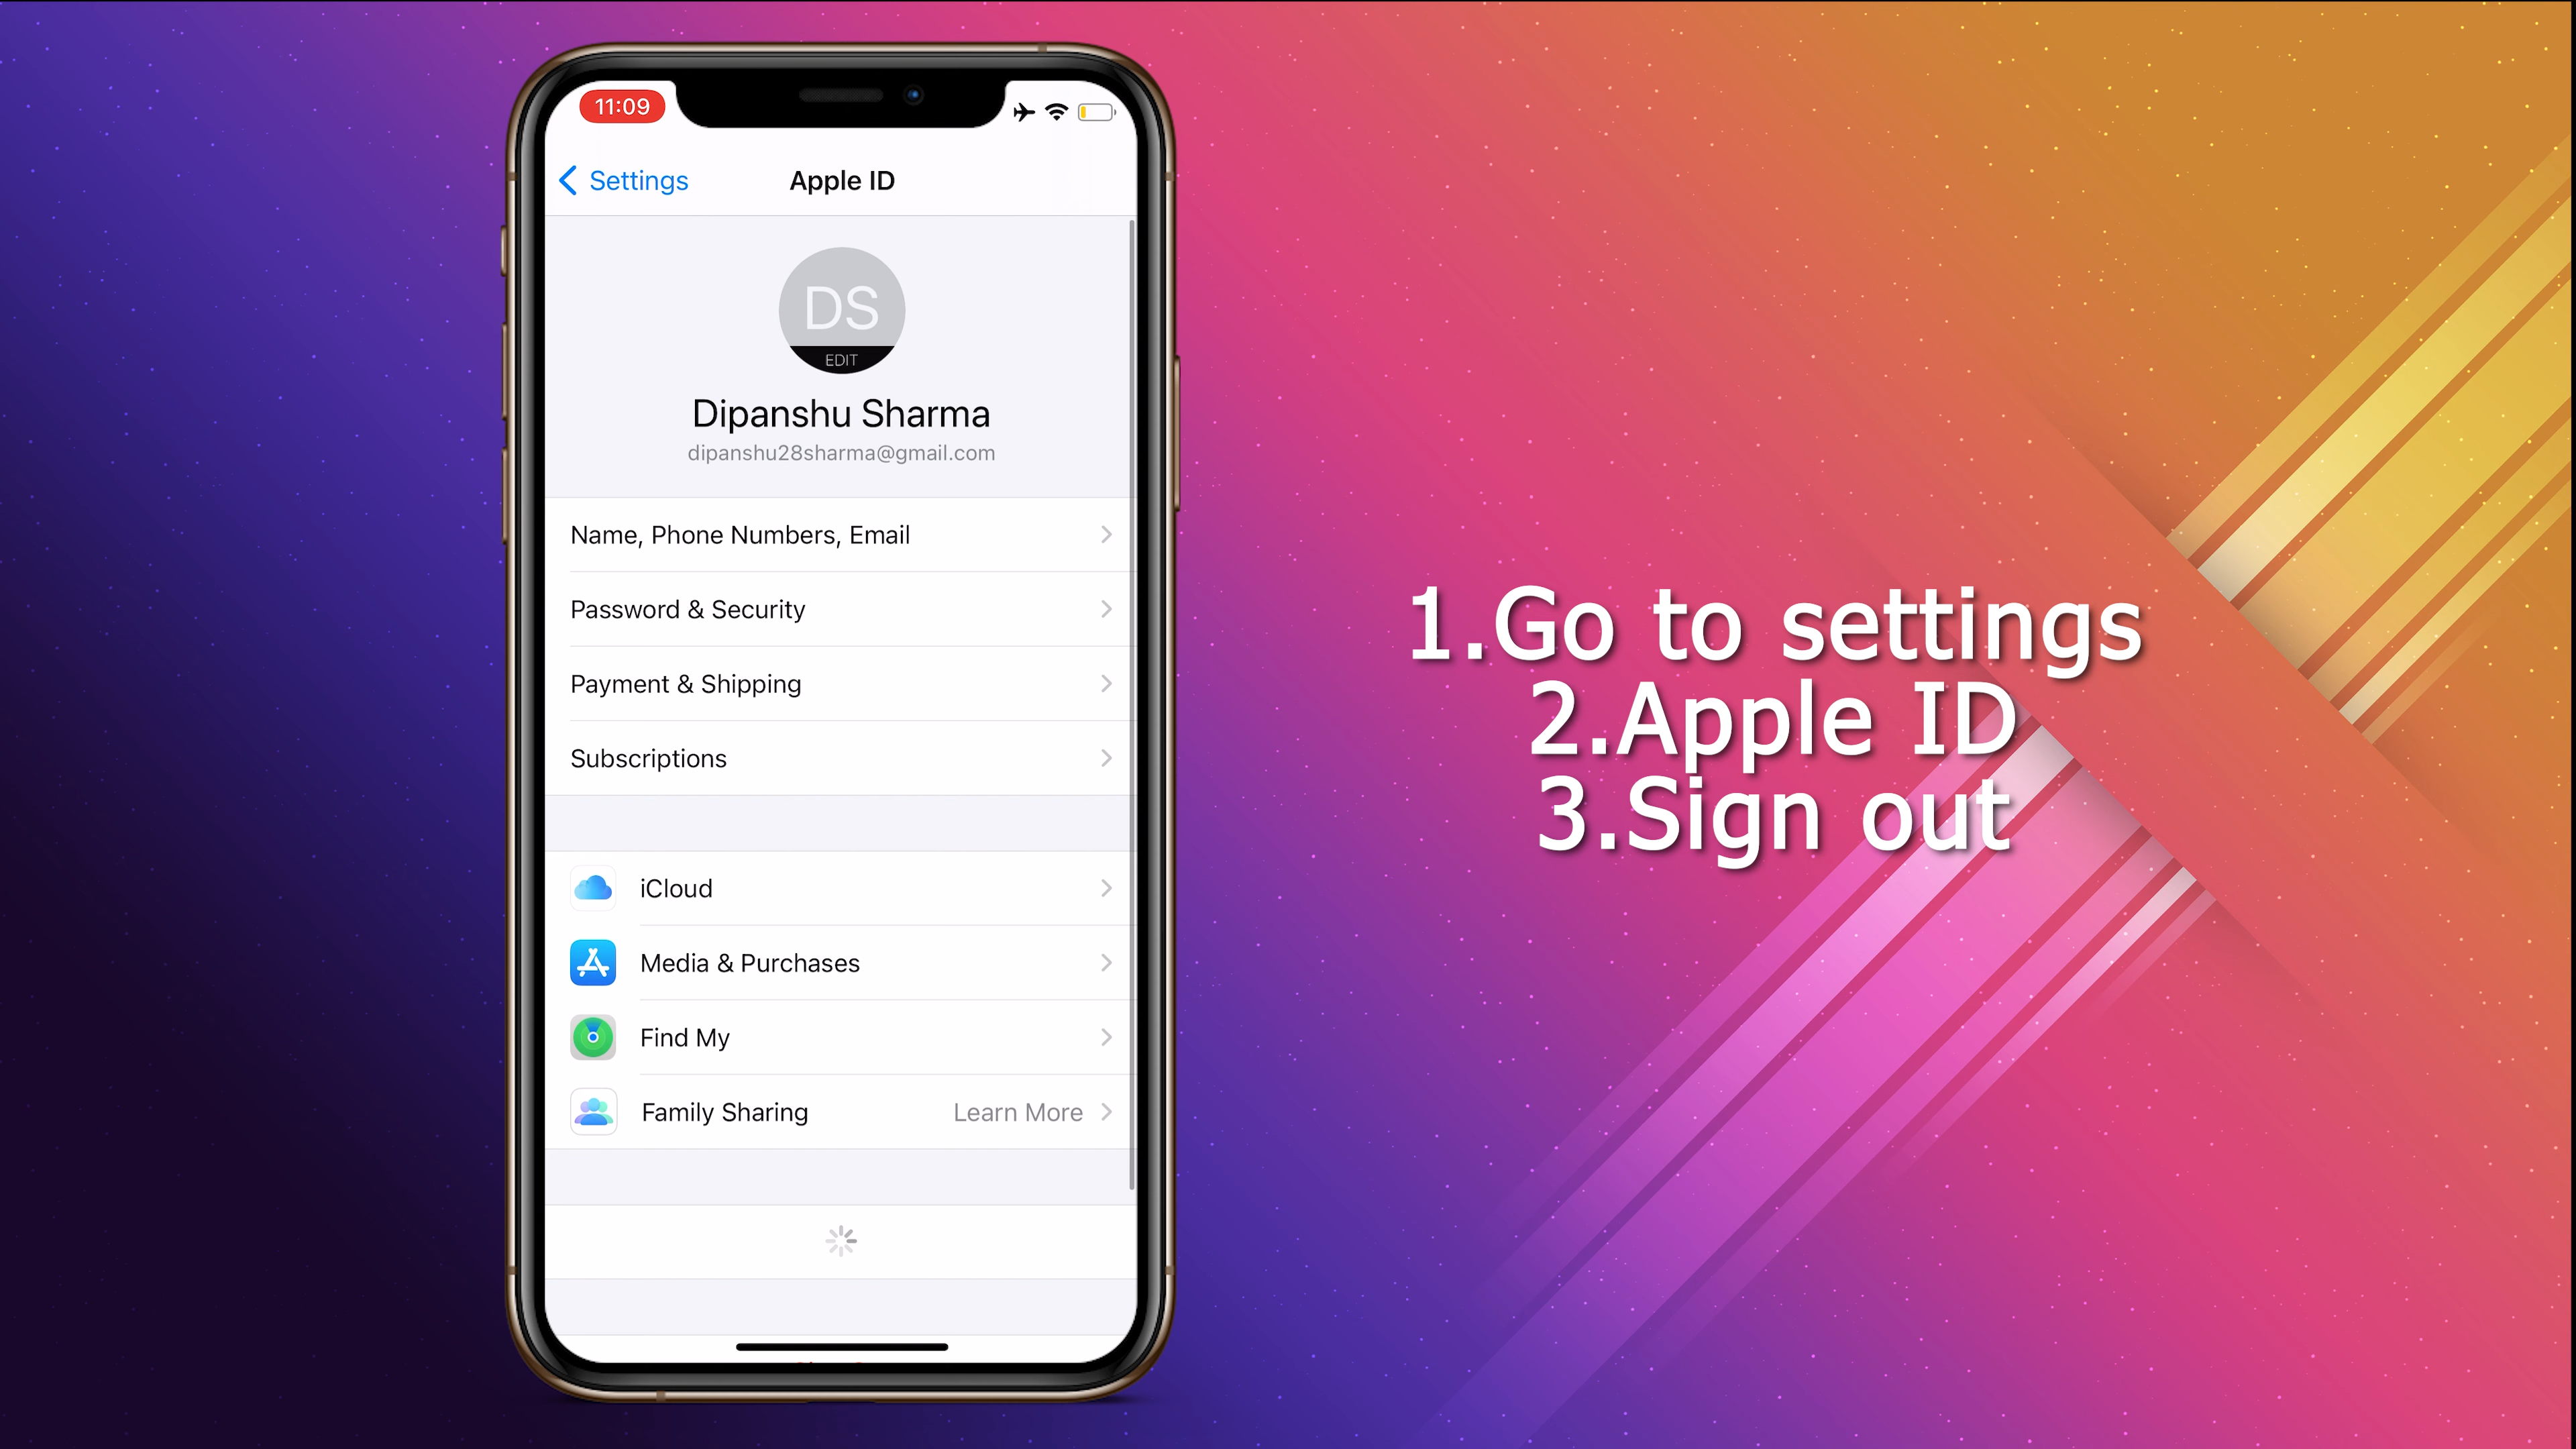 11:09
Settings
Apple ID
DS
EDIT
Dipanshu Sharma
dipanshu28sharma@gmail.com
Name, Phone Numbers, Email
Password & Security
Payment & Shipping
Subscriptions
iCloud
Media & Purchases
Find My
Family Sharing Learn More
1.Go to settings
2.Apple ID
3.Sign out